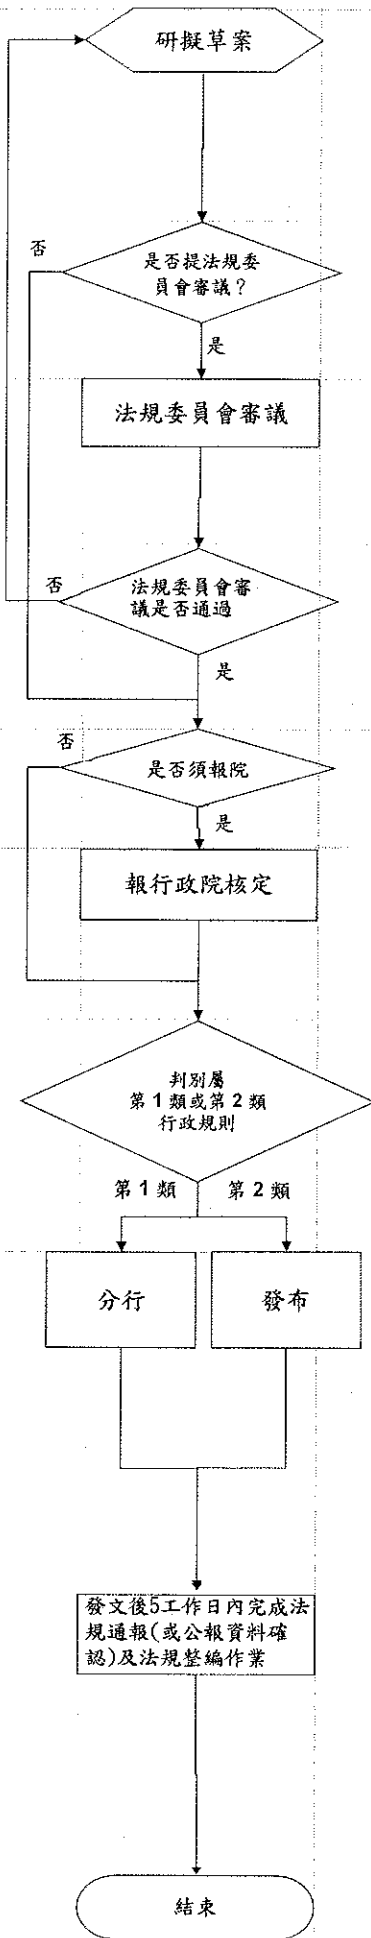 研擬草案
否
是否提法規委
員會審議？
是
法規委員會審議
否
法規委員會審
議是否通過
是
否
是否須報院
是
報行政院核定
判別屬
第 1 類或第 2 類
行政規則
第 1 類
第 2 類
分行
發布
發文後5工作日內完成法
規通報(或公報資料確
認)及法規整編作業
結束